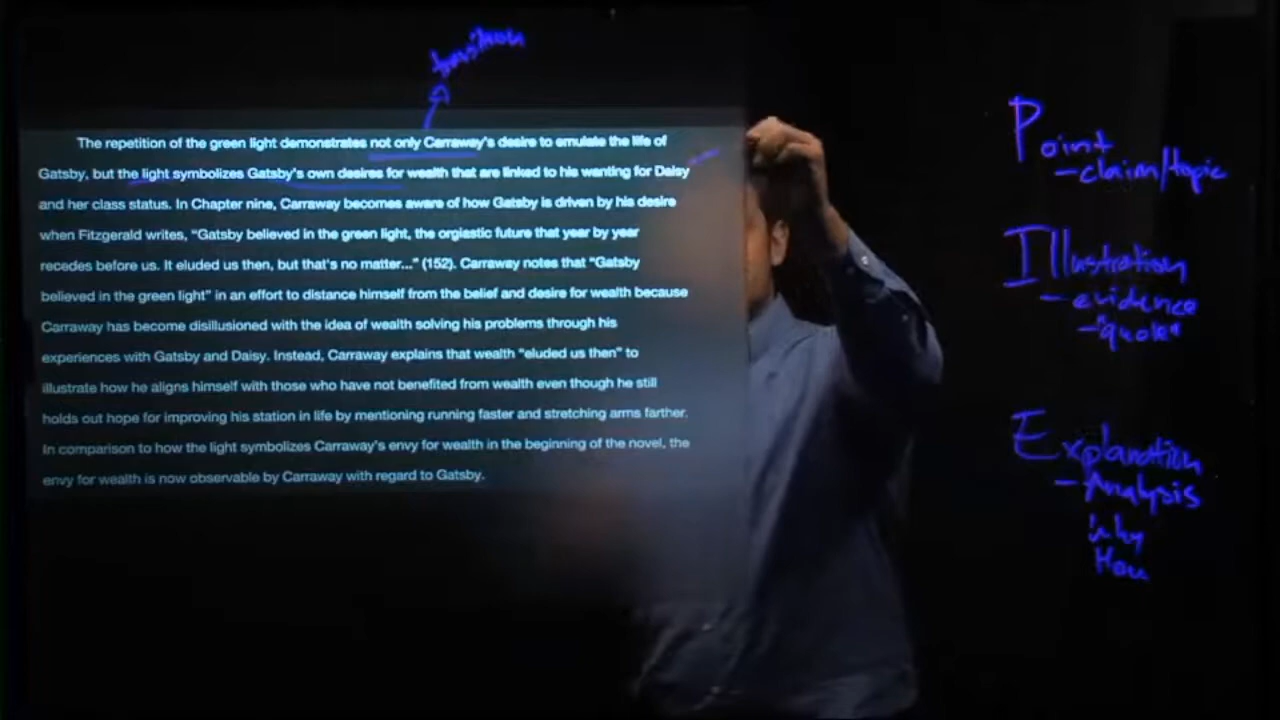 transition
The repetition of the green light demonstrates not only Carraway's desire to emulate the life of
Gatsby, but the light symbolizes Gatsby's own desires for wealth that are linked to his wanting for Daisy
and her class status. In Chapter nine, Carraway becomes aware of how Gatsby is driven by his desire
when Fitzgerald writes, “Gatsby believed in the green light, the orgiastic future that year by year
recedes before us. It eluded us then, but that's no matter...” (152). Carraway notes that “Gatsby
believed in the green light” in an effort to distance himself from the belief and desire for wealth because
Carraway has become disillusioned with the idea of wealth solving his problems through his
experiences with Gatsby and Daisy. Instead, Carraway explains that wealth “eluded us then” to
illustrate how he aligns himself with those who have not benefited from wealth even though he still
holds out hope for improving his station in life by mentioning running faster and stretching arms farther.
In comparison to how the light symbolizes Carraway's envy for wealth in the beginning of the novel, the
envy for wealth is now observable by Carraway with regard to Gatsby.
Point
-claim/topic
Illustration
-evidence
-"quote"
Explanation
-Analysis
Why
How